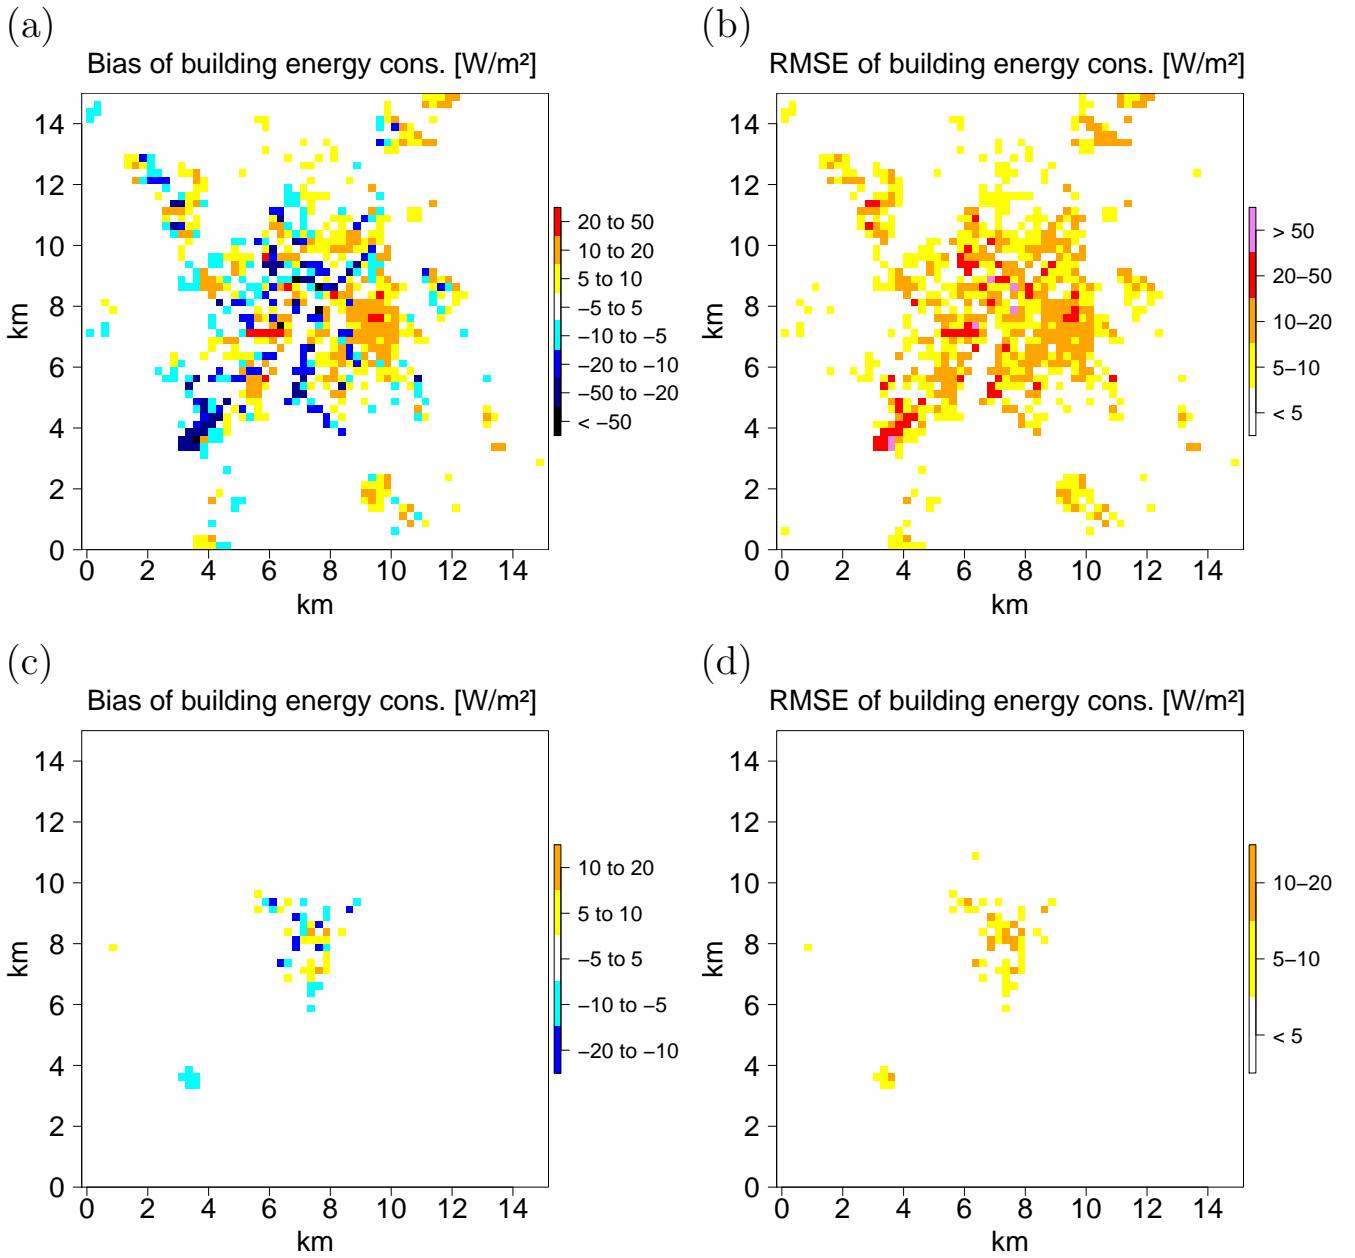 (a)
Bias of building energy cons. [W/m²]
14
12
10
8
6
4
2
0
km
0 2 4 6 8 10 12 14
km
20 to 50
10 to 20
5 to 10
−5 to 5
−10 to −5
−20 to −10
−50 to −20
< −50
(b)
RMSE of building energy cons. [W/m²]
14
12
10
8
6
4
2
0
km
0 2 4 6 8 10 12 14
km
> 50
20−50
10−20
5−10
< 5
(c)
Bias of building energy cons. [W/m²]
14
12
10
8
6
4
2
0
km
0 2 4 6 8 10 12 14
km
10 to 20
5 to 10
−5 to 5
−10 to −5
−20 to −10
(d)
RMSE of building energy cons. [W/m²]
14
12
10
8
6
4
2
0
km
0 2 4 6 8 10 12 14
km
10−20
5−10
< 5